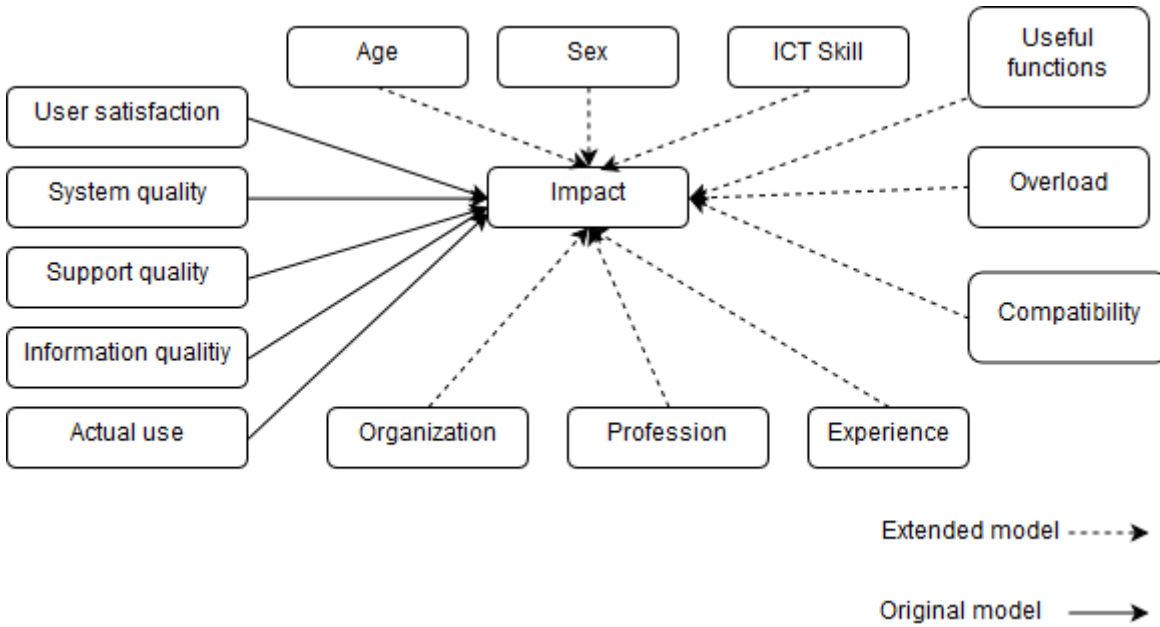 Age
Sex
ICT Skill
Useful
functions
User satisfaction
System quality
Impact
Overload
Support quality
Compatibility
Information qualitiy
Actual use
Organization
Profession
Experience
Extended model
Original model